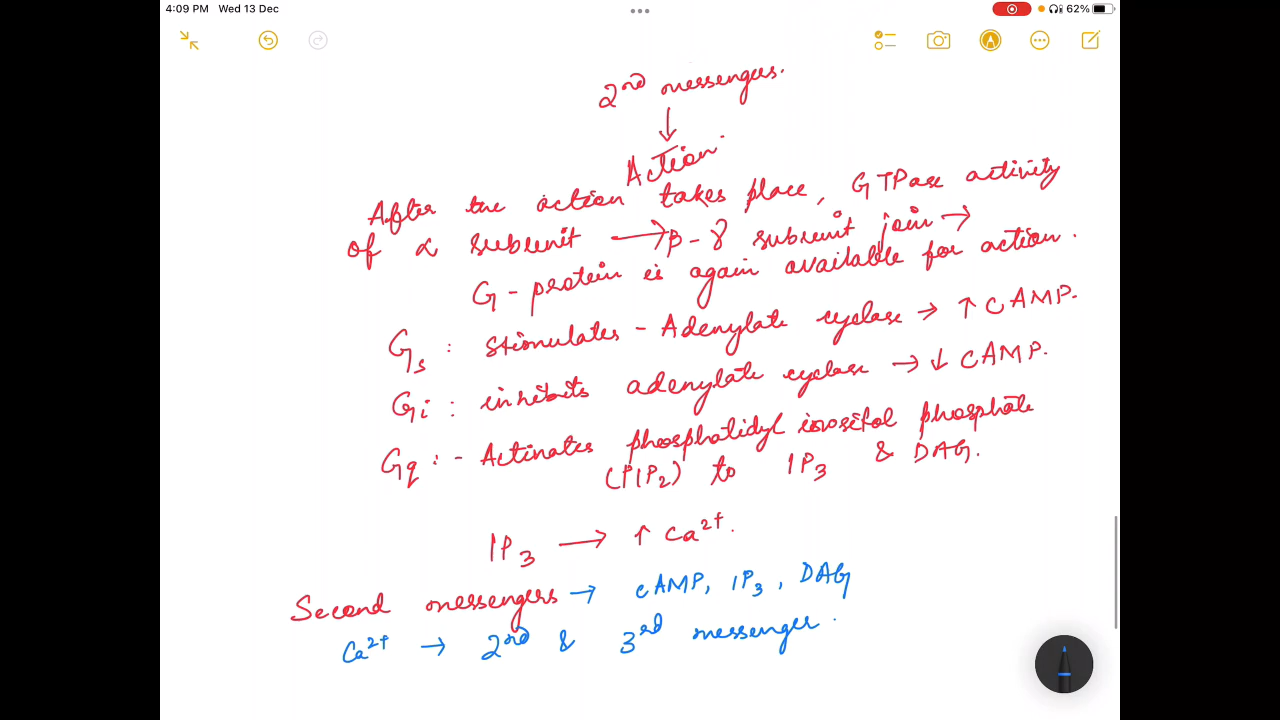 4:09 PM Wed 13 Dec
62%
2nd messengers.
↓
Action.
After the action takes place, GTPase activity
of α subunit → β-γ subunit join →
G-protein is again available for action.
Gs : stimulates - Adenylate cyclase → ↑ CAMP.
Gi : inhibits adenylate cyclase → ↓ CAMP.
Gq :- Activates phosphatidyl inositol phosphate
(PIP2) to IP3 & DAG.
IP3 → ↑ Ca2+.
Second messengers → cAMP, IP3, DAG
Ca2+ → 2nd & 3rd messenger.